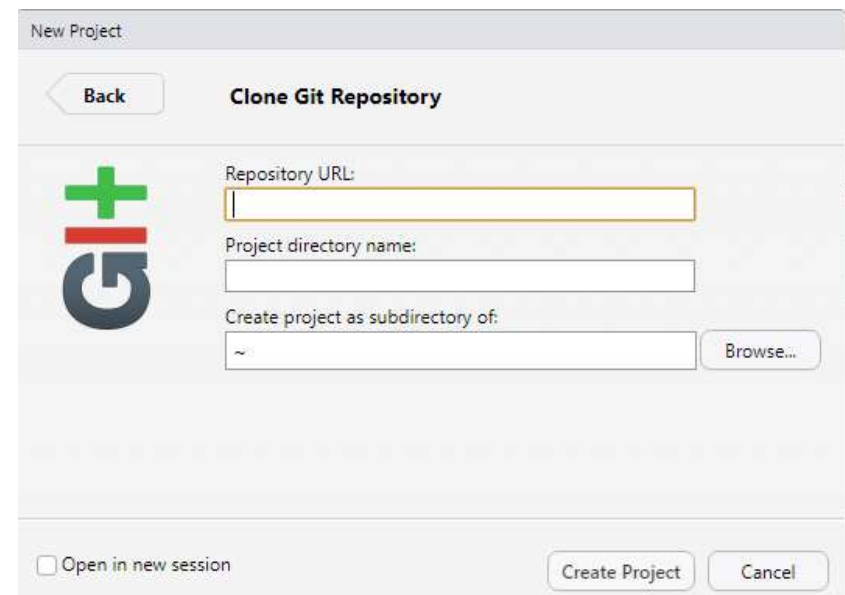 New Project
Back
Clone Git Repository
GIT
Repository URL:
Project directory name:
Create project as subdirectory of:
~
Browse...
Open in new session
Create Project
Cancel